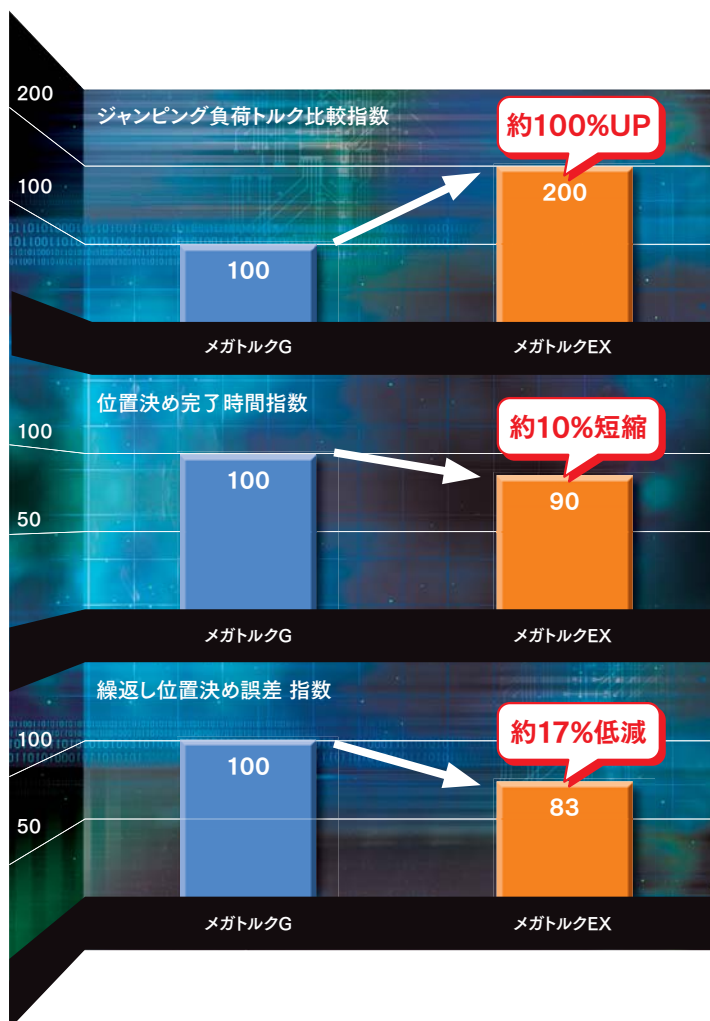 ジャンピング負荷トルク比較指数
約100%UP
200
100
100
200
メガトルクG
メガトルクEX
位置決め完了時間指数
約10%短縮
100
50
100
90
メガトルクG
メガトルクEX
繰返し位置決め誤差 指数
約17%低減
100
50
100
83
メガトルクG
メガトルクEX